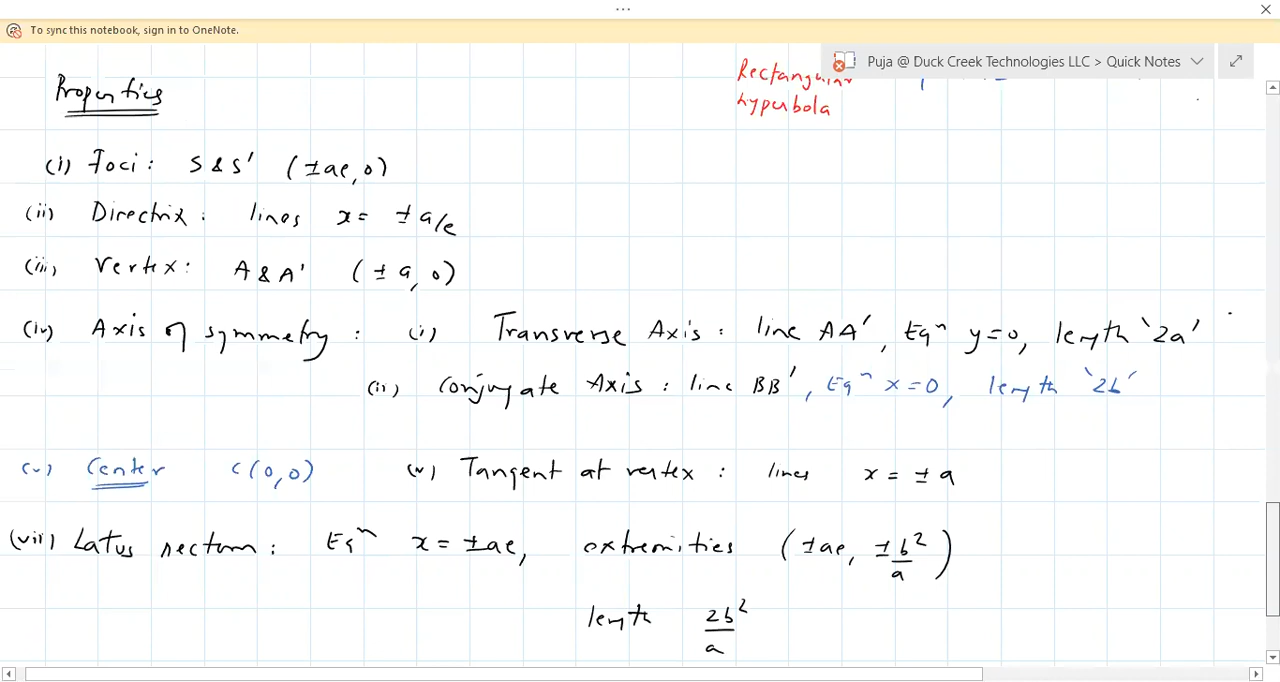 To sync this notebook, sign in to OneNote.
Puja @ Duck Creek Technologies LLC > Quick Notes
Rectangular
hyperbola
Properties
(i) Foci: S & S' (±ae, 0)
(ii) Directrix: lines x = ± a/e
(iii) Vertex: A & A' (± a, 0)
(iv) Axis of symmetry: (i) Transverse Axis: line AA', Eqⁿ y=0, length '2a'
(ii) Conjugate Axis: line BB', Eqⁿ x=0, length '2b'
(v) Center C(0,0) (v) Tangent at vertex: lines x = ± a
(vii) Latus rectum: Eqⁿ x = ±ae, extremities (±ae, ±b²/a)
length 2b²/a